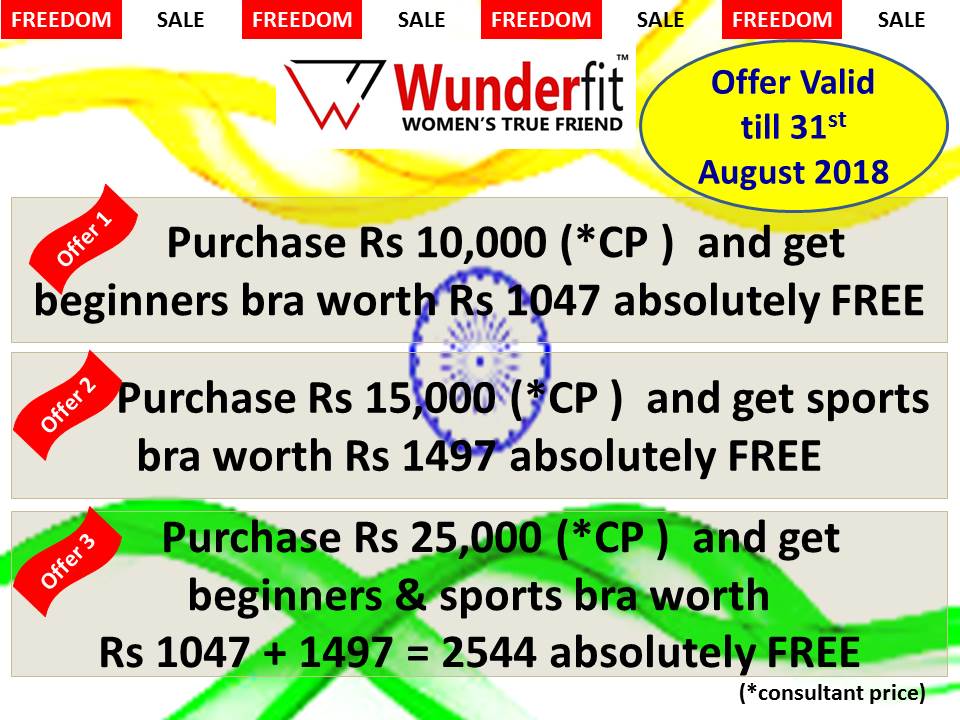 FREEDOM SALE FREEDOM SALE FREEDOM SALE FREEDOM SALE
Wunderfit™
WOMEN'S TRUE FRIEND
Offer Valid
till 31st
August 2018
Offer 1
Purchase Rs 10,000 (*CP ) and get
beginners bra worth Rs 1047 absolutely FREE
Offer 2
Purchase Rs 15,000 (*CP ) and get sports
bra worth Rs 1497 absolutely FREE
Offer 3
Purchase Rs 25,000 (*CP ) and get
beginners & sports bra worth
Rs 1047 + 1497 = 2544 absolutely FREE
(*consultant price)